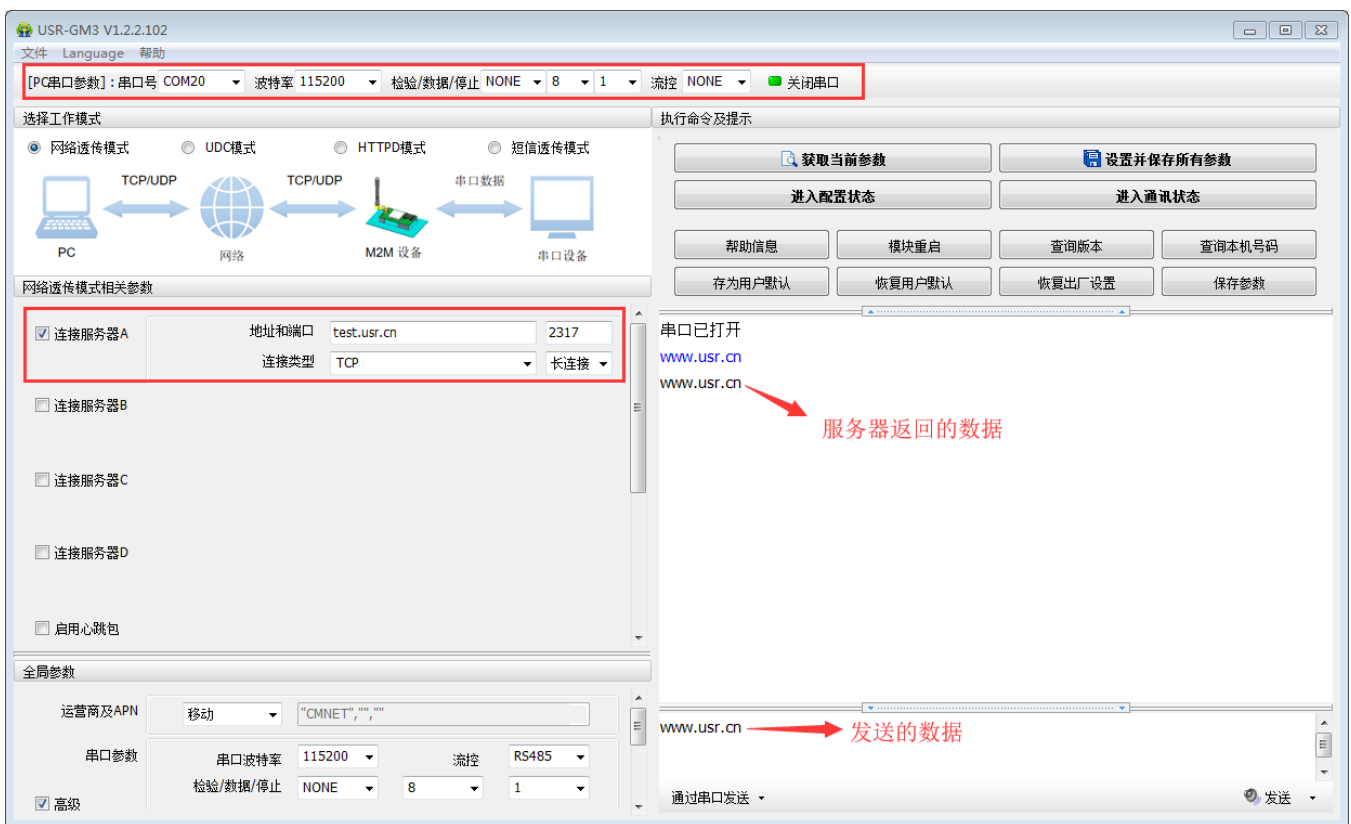 USR-GM3 V1.2.2.102
文件 Language 帮助
[PC串口参数]:串口号 COM20 波特率 115200 检验/数据/停止 NONE 8 1 流控 NONE 关闭串口
选择工作模式
网络透传模式 UDC模式 HTTPD模式 短信透传模式
TCP/UDP TCP/UDP 串口数据
PC 网络 M2M 设备 串口设备
网络透传模式相关参数
连接服务器A 地址和端口 test.usr.cn 2317
连接类型 TCP 长连接
连接服务器B
连接服务器C
连接服务器D
启用心跳包
全局参数
运营商及APN 移动 "CMNET","",""
串口参数 串口波特率 115200 流控 RS485
检验/数据/停止 NONE 8 1
高级
执行命令及提示
获取当前参数 设置并保存所有参数
进入配置状态 进入通讯状态
帮助信息 模块重启 查询版本 查询本机号码
存为用户默认 恢复用户默认 恢复出厂设置 保存参数
串口已打开
www.usr.cn
www.usr.cn
服务器返回的数据
www.usr.cn 发送的数据
通过串口发送 发送